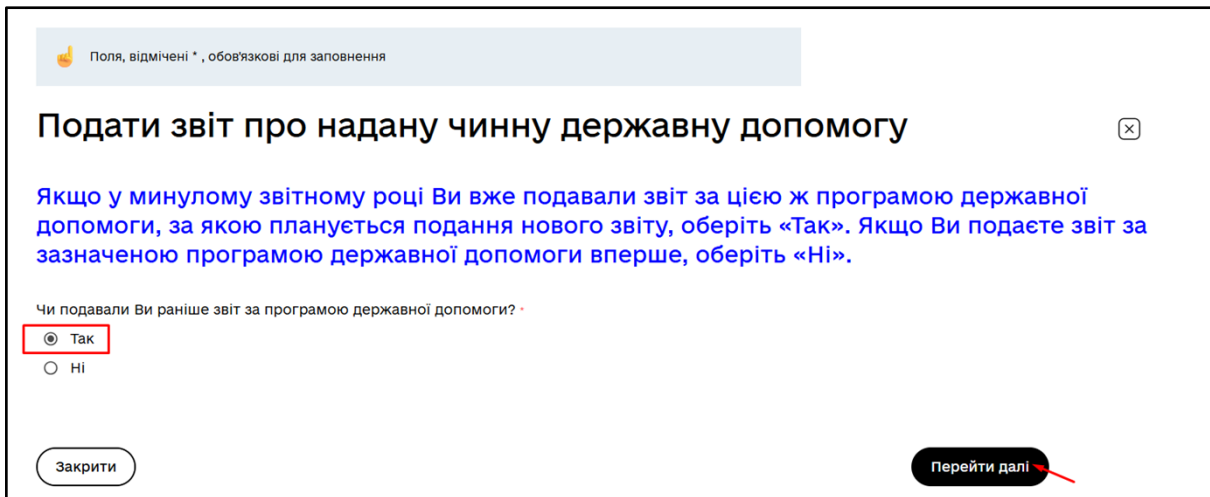 Поля, відмічені * , обов'язкові для заповнення
Подати звіт про надану чинну державну допомогу
Якщо у минулому звітному році Ви вже подавали звіт за цією ж програмою державної
допомоги, за якою планується подання нового звіту, оберіть «Так». Якщо Ви подаєте звіт за
зазначеною програмою державної допомоги вперше, оберіть «Ні».
Чи подавали Ви раніше звіт за програмою державної допомоги? *
Так
Ні
Закрити
Перейти далі